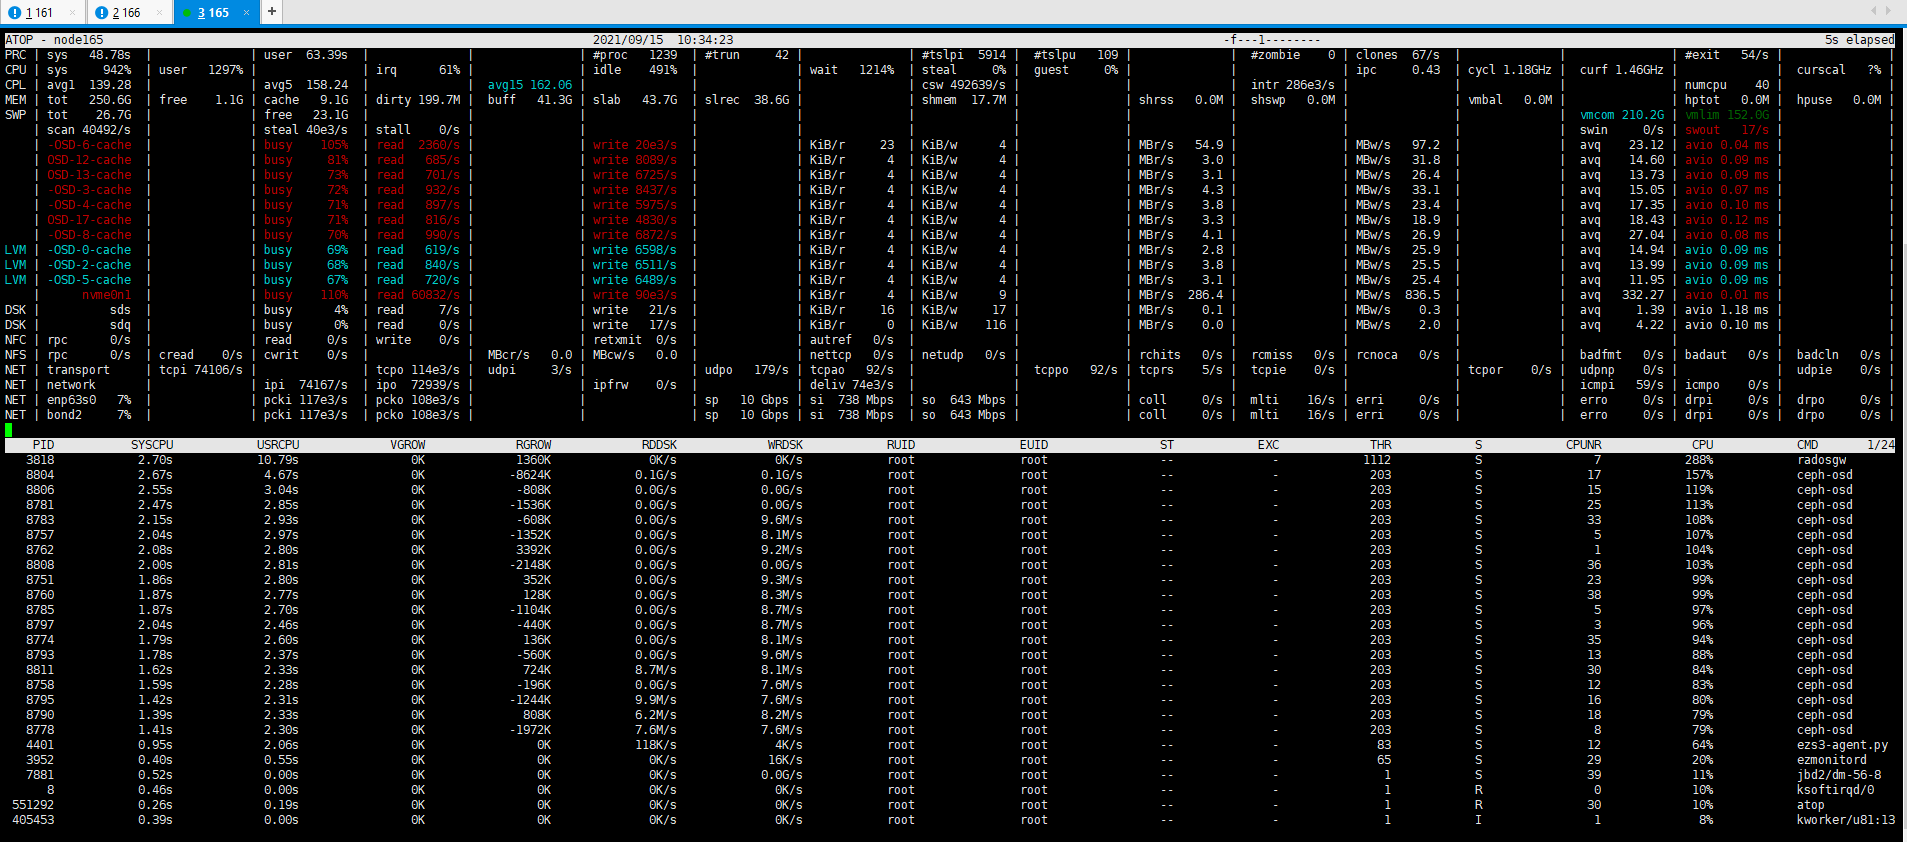 1 161 × 2 166 × 3 165 × +
ATOP - node165 2021/09/15 10:34:23 -f---1-------- 5s elapsed
PRC | sys 48.78s | | user 63.39s | | | #proc 1239 | #trun 42 | | #tslpi 5914 | #tslpu 109 | | #zombie 0 | clones 67/s | | | #exit 54/s | |
CPU | sys 942% | user 1297% | | irq 61% | | idle 491% | | wait 1214% | steal 0% | guest 0% | | | ipc 0.43 | cycl 1.18GHz | curf 1.46GHz | | curscal ?% |
CPL | avg1 139.28 | | avg5 158.24 | | avg15 162.06 | | | | csw 492639/s | | | intr 286e3/s | | | | numcpu 40 | |
MEM | tot 250.6G | free 1.1G | cache 9.1G | dirty 199.7M | buff 41.3G | slab 43.7G | slrec 38.6G | | shmem 17.7M | | shrss 0.0M | shswp 0.0M | | vmbal 0.0M | | hptot 0.0M | hpuse 0.0M |
SWP | tot 26.7G | | free 23.1G | | | | | | | | | | | | vmcom 210.2G | vmlim 152.0G | |
| scan 40492/s | | steal 40e3/s | stall 0/s | | | | | | | | | | | swin 0/s | swout 17/s | |
| -OSD-6-cache | | busy 105% | read 2360/s | | write 20e3/s | | KiB/r 23 | KiB/w 4 | | MBr/s 54.9 | | MBw/s 97.2 | | avq 23.12 | avio 0.04 ms | |
| OSD-12-cache | | busy 81% | read 685/s | | write 8089/s | | KiB/r 4 | KiB/w 4 | | MBr/s 3.0 | | MBw/s 31.8 | | avq 14.60 | avio 0.09 ms | |
| OSD-13-cache | | busy 73% | read 701/s | | write 6725/s | | KiB/r 4 | KiB/w 4 | | MBr/s 3.1 | | MBw/s 26.4 | | avq 13.73 | avio 0.09 ms | |
| -OSD-3-cache | | busy 72% | read 932/s | | write 8437/s | | KiB/r 4 | KiB/w 4 | | MBr/s 4.3 | | MBw/s 33.1 | | avq 15.05 | avio 0.07 ms | |
| -OSD-4-cache | | busy 71% | read 897/s | | write 5975/s | | KiB/r 4 | KiB/w 4 | | MBr/s 3.8 | | MBw/s 23.4 | | avq 17.35 | avio 0.10 ms | |
| OSD-17-cache | | busy 71% | read 816/s | | write 4830/s | | KiB/r 4 | KiB/w 4 | | MBr/s 3.3 | | MBw/s 18.9 | | avq 18.43 | avio 0.12 ms | |
| -OSD-8-cache | | busy 70% | read 990/s | | write 6872/s | | KiB/r 4 | KiB/w 4 | | MBr/s 4.1 | | MBw/s 26.9 | | avq 27.04 | avio 0.08 ms | |
LVM | -OSD-0-cache | | busy 69% | read 619/s | | write 6598/s | | KiB/r 4 | KiB/w 4 | | MBr/s 2.8 | | MBw/s 25.9 | | avq 14.94 | avio 0.09 ms | |
LVM | -OSD-2-cache | | busy 68% | read 840/s | | write 6511/s | | KiB/r 4 | KiB/w 4 | | MBr/s 3.8 | | MBw/s 25.5 | | avq 13.99 | avio 0.09 ms | |
LVM | -OSD-5-cache | | busy 67% | read 720/s | | write 6489/s | | KiB/r 4 | KiB/w 4 | | MBr/s 3.1 | | MBw/s 25.4 | | avq 11.95 | avio 0.09 ms | |
| nvme0n1 | | busy 110% | read 60832/s | | write 90e3/s | | KiB/r 4 | KiB/w 9 | | MBr/s 286.4 | | MBw/s 836.5 | | avq 332.27 | avio 0.01 ms | |
DSK | sds | | busy 4% | read 7/s | | write 21/s | | KiB/r 16 | KiB/w 17 | | MBr/s 0.1 | | MBw/s 0.3 | | avq 1.39 | avio 1.18 ms | |
DSK | sdq | | busy 0% | read 0/s | | write 17/s | | KiB/r 0 | KiB/w 116 | | MBr/s 0.0 | | MBw/s 2.0 | | avq 4.22 | avio 0.10 ms | |
NFC | rpc 0/s | | read 0/s | write 0/s | | retxmit 0/s | | autref 0/s | | | | | | | | | |
NFS | rpc 0/s | cread 0/s | cwrit 0/s | | MBcr/s 0.0 | MBcw/s 0.0 | | nettcp 0/s | netudp 0/s | | rchits 0/s | rcmiss 0/s | rcnoca 0/s | | badfmt 0/s | badaut 0/s | badcln 0/s |
NET | transport | tcpi 74106/s | | tcpo 114e3/s | udpi 3/s | | udpo 179/s | tcpao 92/s | | tcppo 92/s | tcprs 5/s | tcpie 0/s | | tcpor 0/s | udpnp 0/s | | udpie 0/s |
NET | network | | ipi 74167/s | ipo 72939/s | | ipfrw 0/s | | deliv 74e3/s | | | | | | | icmpi 59/s | icmpo 0/s | |
NET | enp63s0 7% | | pcki 117e3/s | pcko 108e3/s | | | sp 10 Gbps | si 738 Mbps | so 643 Mbps | | coll 0/s | mlti 16/s | erri 0/s | | erro 0/s | drpi 0/s | drpo 0/s |
NET | bond2 7% | | pcki 117e3/s | pcko 108e3/s | | | sp 10 Gbps | si 738 Mbps | so 643 Mbps | | coll 0/s | mlti 16/s | erri 0/s | | erro 0/s | drpi 0/s | drpo 0/s |
PID SYSCPU USRCPU VGROW RGROW RDDSK WRDSK RUID EUID ST EXC THR S CPUNR CPU CMD 1/24
3818 2.70s 10.79s 0K 1360K 0K/s 0K/s root root -- - 1112 S 7 288% radosgw
8804 2.67s 4.67s 0K -8624K 0.1G/s 0.1G/s root root -- - 203 S 17 157% ceph-osd
8806 2.55s 3.04s 0K -808K 0.0G/s 0.0G/s root root -- - 203 S 15 119% ceph-osd
8781 2.47s 2.85s 0K -1536K 0.0G/s 0.0G/s root root -- - 203 S 25 113% ceph-osd
8783 2.15s 2.93s 0K -608K 0.0G/s 9.6M/s root root -- - 203 S 33 108% ceph-osd
8757 2.04s 2.97s 0K -1352K 0.0G/s 8.1M/s root root -- - 203 S 5 107% ceph-osd
8762 2.08s 2.80s 0K 3392K 0.0G/s 9.2M/s root root -- - 203 S 1 104% ceph-osd
8808 2.00s 2.81s 0K -2148K 0.0G/s 0.0G/s root root -- - 203 S 36 103% ceph-osd
8751 1.86s 2.80s 0K 352K 0.0G/s 9.3M/s root root -- - 203 S 23 99% ceph-osd
8760 1.87s 2.77s 0K 128K 0.0G/s 8.3M/s root root -- - 203 S 38 99% ceph-osd
8785 1.87s 2.70s 0K -1104K 0.0G/s 8.7M/s root root -- - 203 S 5 97% ceph-osd
8797 2.04s 2.46s 0K -440K 0.0G/s 8.7M/s root root -- - 203 S 3 96% ceph-osd
8774 1.79s 2.60s 0K 136K 0.0G/s 8.1M/s root root -- - 203 S 35 94% ceph-osd
8793 1.78s 2.37s 0K -560K 0.0G/s 9.6M/s root root -- - 203 S 13 88% ceph-osd
8811 1.62s 2.33s 0K 724K 8.7M/s 8.1M/s root root -- - 203 S 30 84% ceph-osd
8758 1.59s 2.28s 0K -196K 0.0G/s 7.6M/s root root -- - 203 S 12 83% ceph-osd
8795 1.42s 2.31s 0K -1244K 9.9M/s 7.6M/s root root -- - 203 S 16 80% ceph-osd
8790 1.39s 2.33s 0K 808K 6.2M/s 8.2M/s root root -- - 203 S 18 79% ceph-osd
8778 1.41s 2.30s 0K -1972K 7.6M/s 7.6M/s root root -- - 203 S 8 79% ceph-osd
4401 0.95s 2.06s 0K 0K 118K/s 4K/s root root -- - 83 S 12 64% ezs3-agent.py
3952 0.40s 0.55s 0K 0K 0K/s 16K/s root root -- - 65 S 29 20% ezmonitord
7881 0.52s 0.00s 0K 0K 0K/s 0.0G/s root root -- - 1 S 39 11% jbd2/dm-56-8
8 0.46s 0.00s 0K 0K 0K/s 0K/s root root -- - 1 R 0 10% ksoftirqd/0
551292 0.26s 0.19s 0K 0K 0K/s 0K/s root root -- - 1 R 30 10% atop
405453 0.39s 0.00s 0K 0K 0K/s 0K/s root root -- - 1 I 1 8% kworker/u81:13